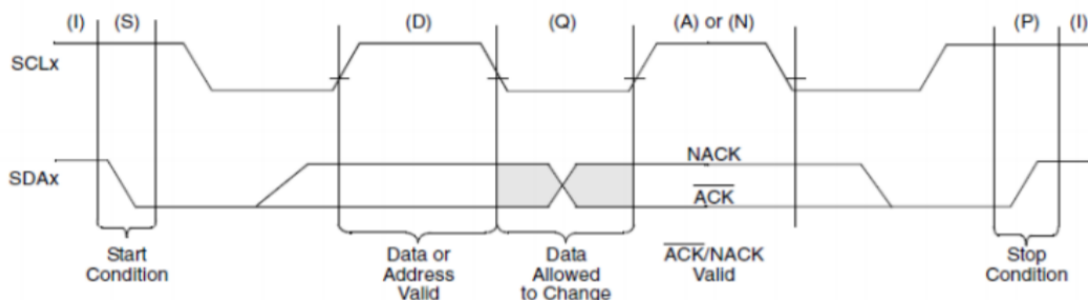 (I) (S) (D) (Q) (A) or (N) (P) (I)
SCLx
NACK
SDAx
ACK
Start
Condition
Data or
Address
Valid
Data
Allowed
to Change
ACK/NACK
Valid
Stop
Condition